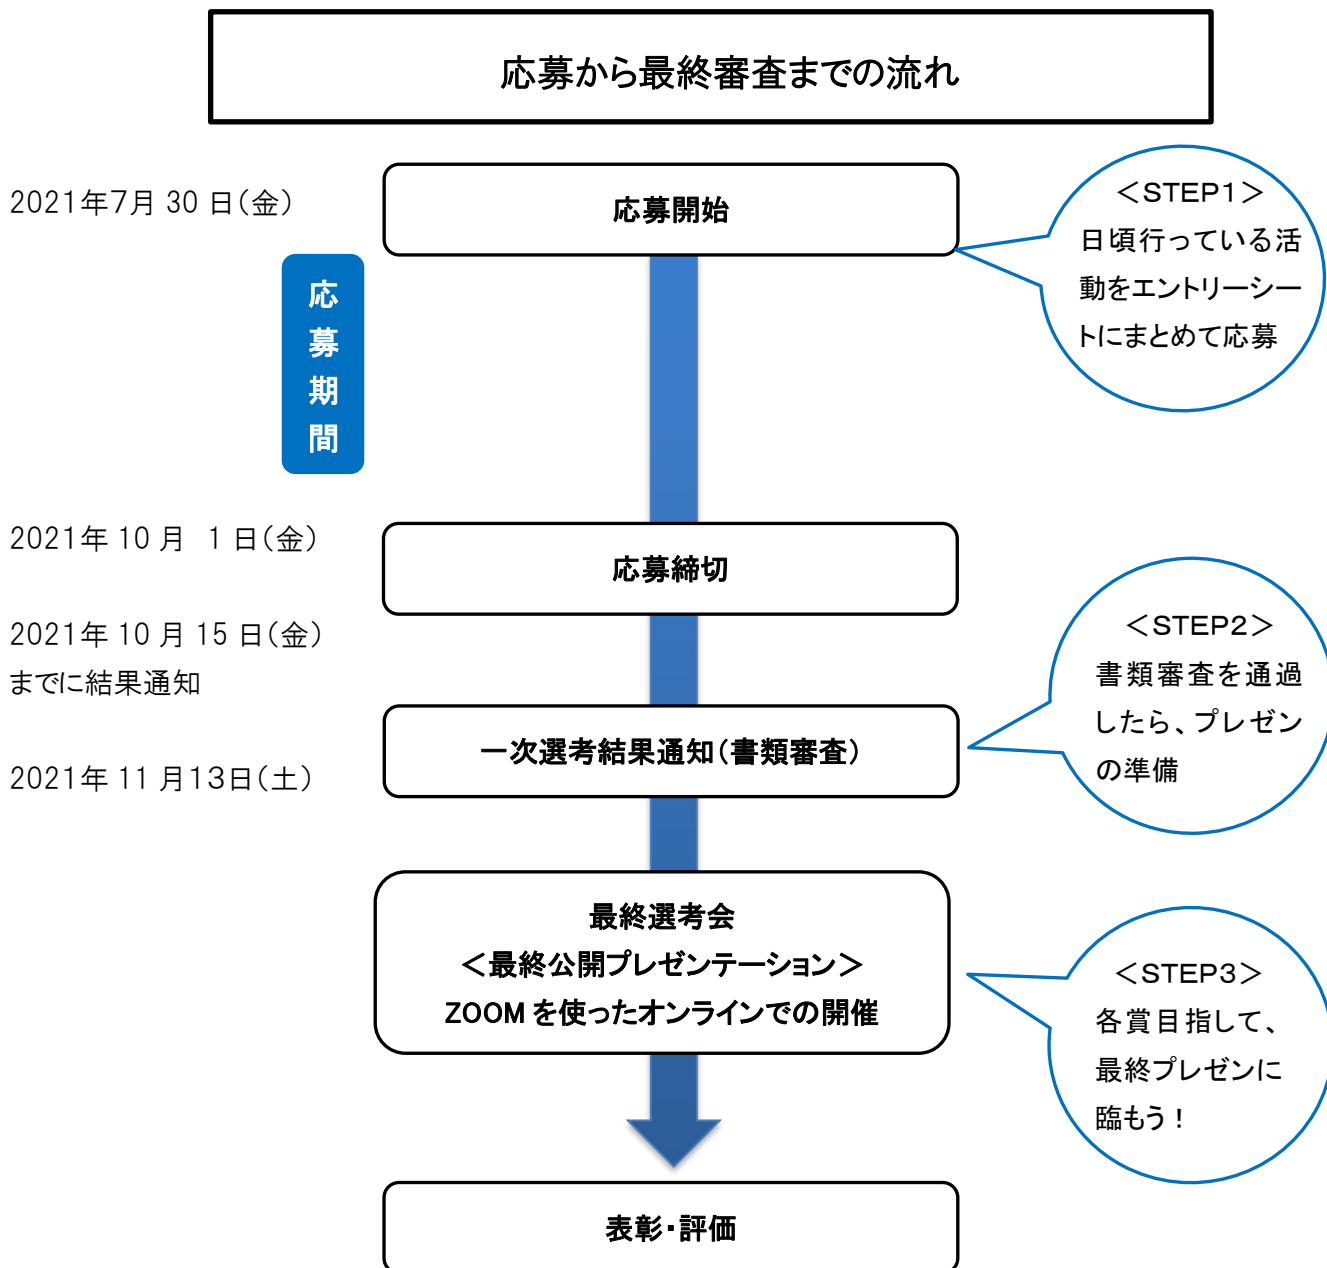 応募から最終審査までの流れ
2021年7月 30 日(金)
応募開始
<STEP1>
日頃行っている活
動をエントリーシー
トにまとめて応募
応
募
期
間
2021年 10 月　1 日(金)
応募締切
2021年 10 月 15 日(金)
までに結果通知
<STEP2>
書類審査を通過
したら、プレゼン
の準備
一次選考結果通知(書類審査)
2021年 11 月13日(土)
最終選考会
<最終公開プレゼンテーション>
ZOOM を使ったオンラインでの開催
<STEP3>
各賞目指して、
最終プレゼンに
臨もう!
表彰・評価